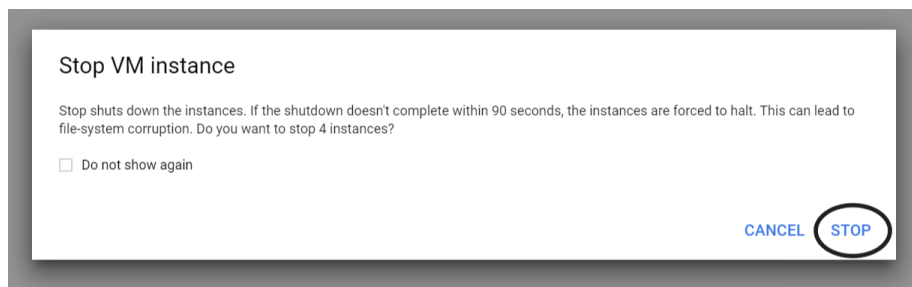 Stop VM instance
Stop shuts down the instances. If the shutdown doesn't complete within 90 seconds, the instances are forced to halt. This can lead to
file-system corruption. Do you want to stop 4 instances?
Do not show again
CANCEL STOP